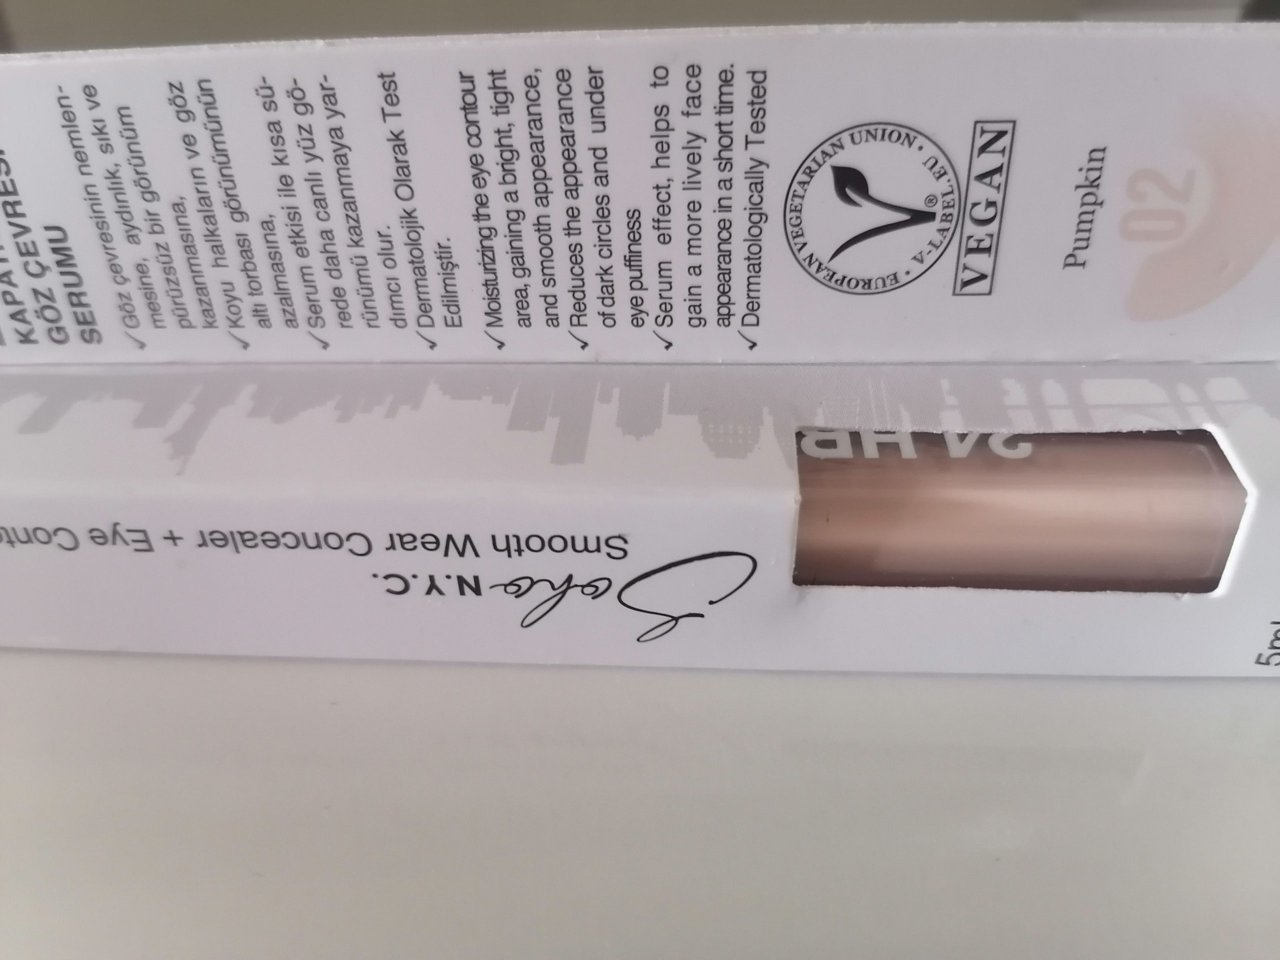 KAPATI
GÖZ ÇEVRESİ
SERUMU
✓Göz çevresinin nemlen-
mesine, aydınlık, sıkı ve
pürüzsüz bir görünüm
kazanmasına,
✓Koyu halkaların ve göz
altı torbası görünümünün
azalmasına,
✓Serum etkisi ile kısa sü-
rede daha canlı yüz gö-
rünümü kazanmaya yar-
dımcı olur.
✓Dermatolojik Olarak Test
Edilmiştir.
✓Moisturizing the eye contour
area, gaining a bright, tight
and smooth appearance,
✓Reduces the appearance
of dark circles and under
eye puffiness
✓Serum effect, helps to
gain a more lively face
appearance in a short time.
✓Dermatologically Tested
EUROPEAN VEGETARIAN UNION • V-LABEL.EU •
®
VEGAN
Pumpkin
02
Soho N.Y.C.
Smooth Wear Concealer + Eye Conto
24 HR
5ml